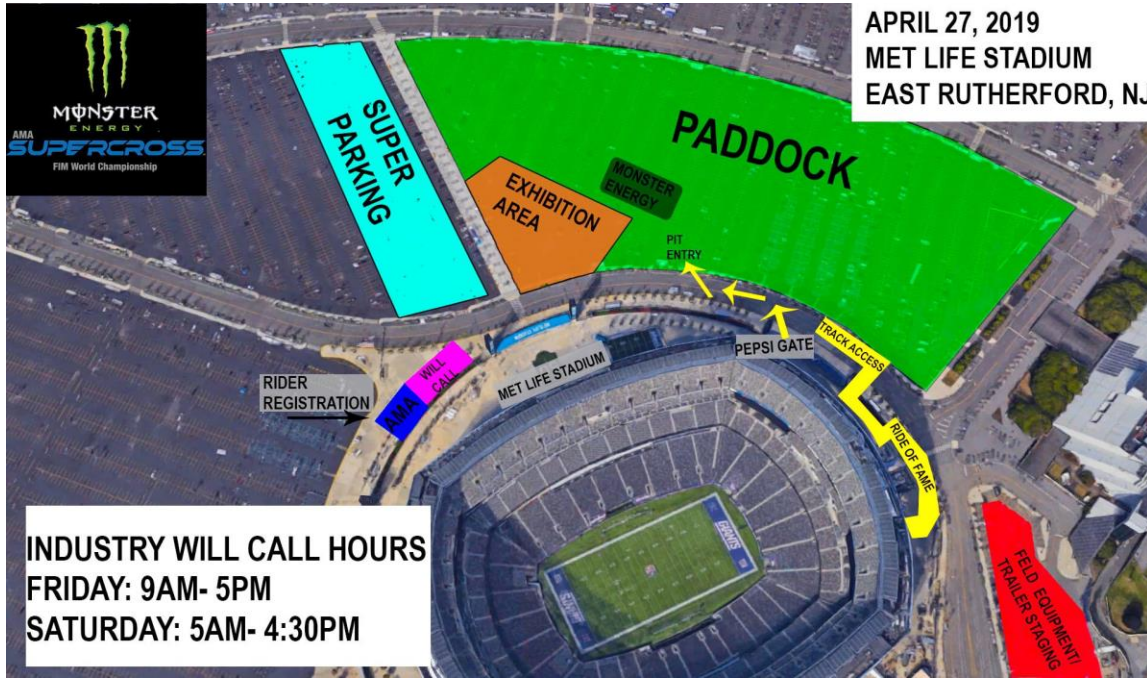 MONSTER
ENERGY
AMA
SUPERCROSS
FIM World Championship
APRIL 27, 2019
MET LIFE STADIUM
EAST RUTHERFORD, NJ
SUPER
PARKING
PADDOCK
MONSTER
ENERGY
EXHIBITION
AREA
PIT
ENTRY
PEPSI GATE
TRACK ACCESS
RIDE OF FAME
MET LIFE STADIUM
WILL
CALL
AMA
RIDER
REGISTRATION
GIANTS
GIANTS
FELD EQUIPMENT/
TRAILER STAGING
INDUSTRY WILL CALL HOURS
FRIDAY: 9AM- 5PM
SATURDAY: 5AM- 4:30PM